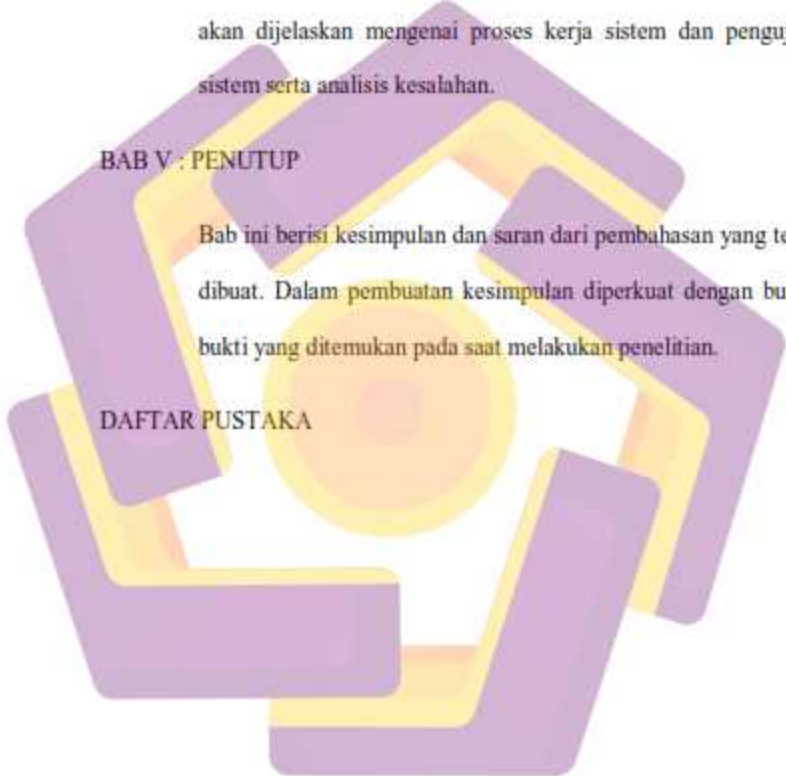 akan dijelaskan mengenai proses kerja sistem dan penguj
sistem serta analisis kesalahan.
BAB V : PENUTUP
Bab ini berisi kesimpulan dan saran dari pembahasan yang te
dibuat. Dalam pembuatan kesimpulan diperkuat dengan bu
bukti yang ditemukan pada saat melakukan penelitian.
DAFTAR PUSTAKA